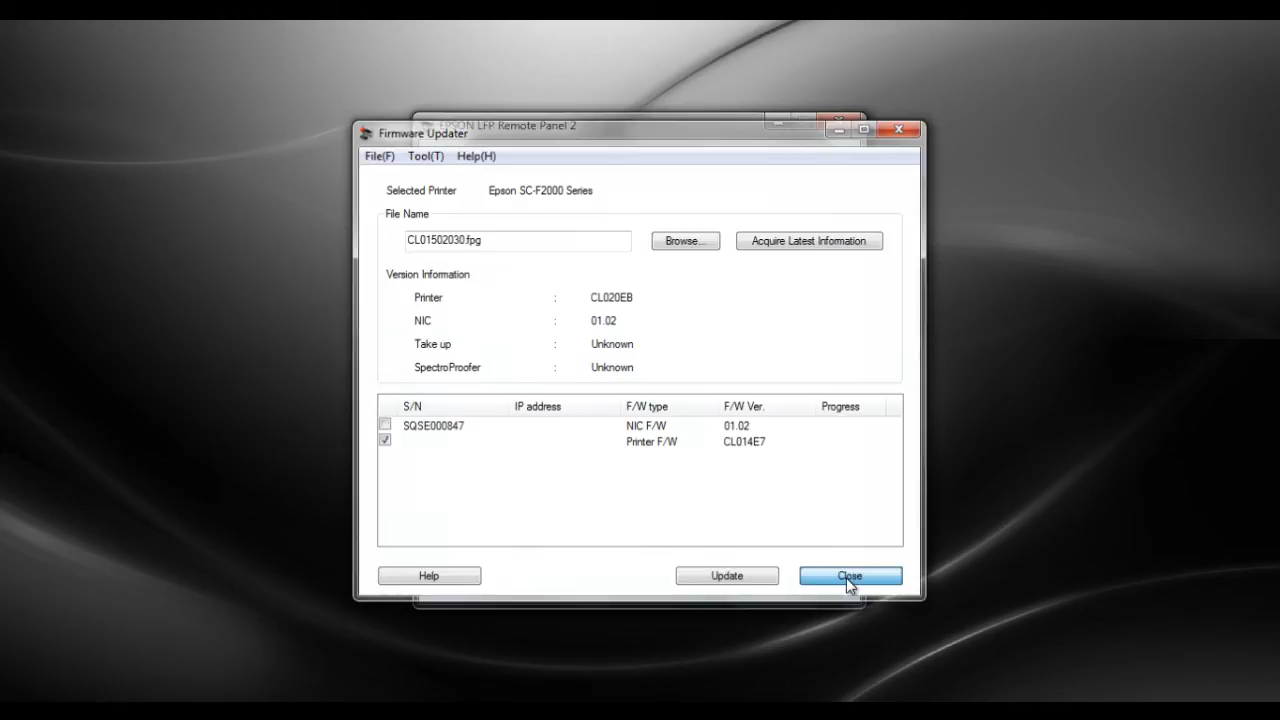 EPSON LFP Remote Panel 2
Firmware Updater
File(F) Tool(T) Help(H)
Selected Printer Epson SC-F2000 Series
File Name
CL01502030.fpg Browse... Acquire Latest Information
Version Information
Printer : CL020EB
NIC : 01.02
Take up : Unknown
SpectroProofer : Unknown
S/N IP address F/W type F/W Ver. Progress
SQSE000847 NIC F/W 01.02
Printer F/W CL014E7
Help Update Close